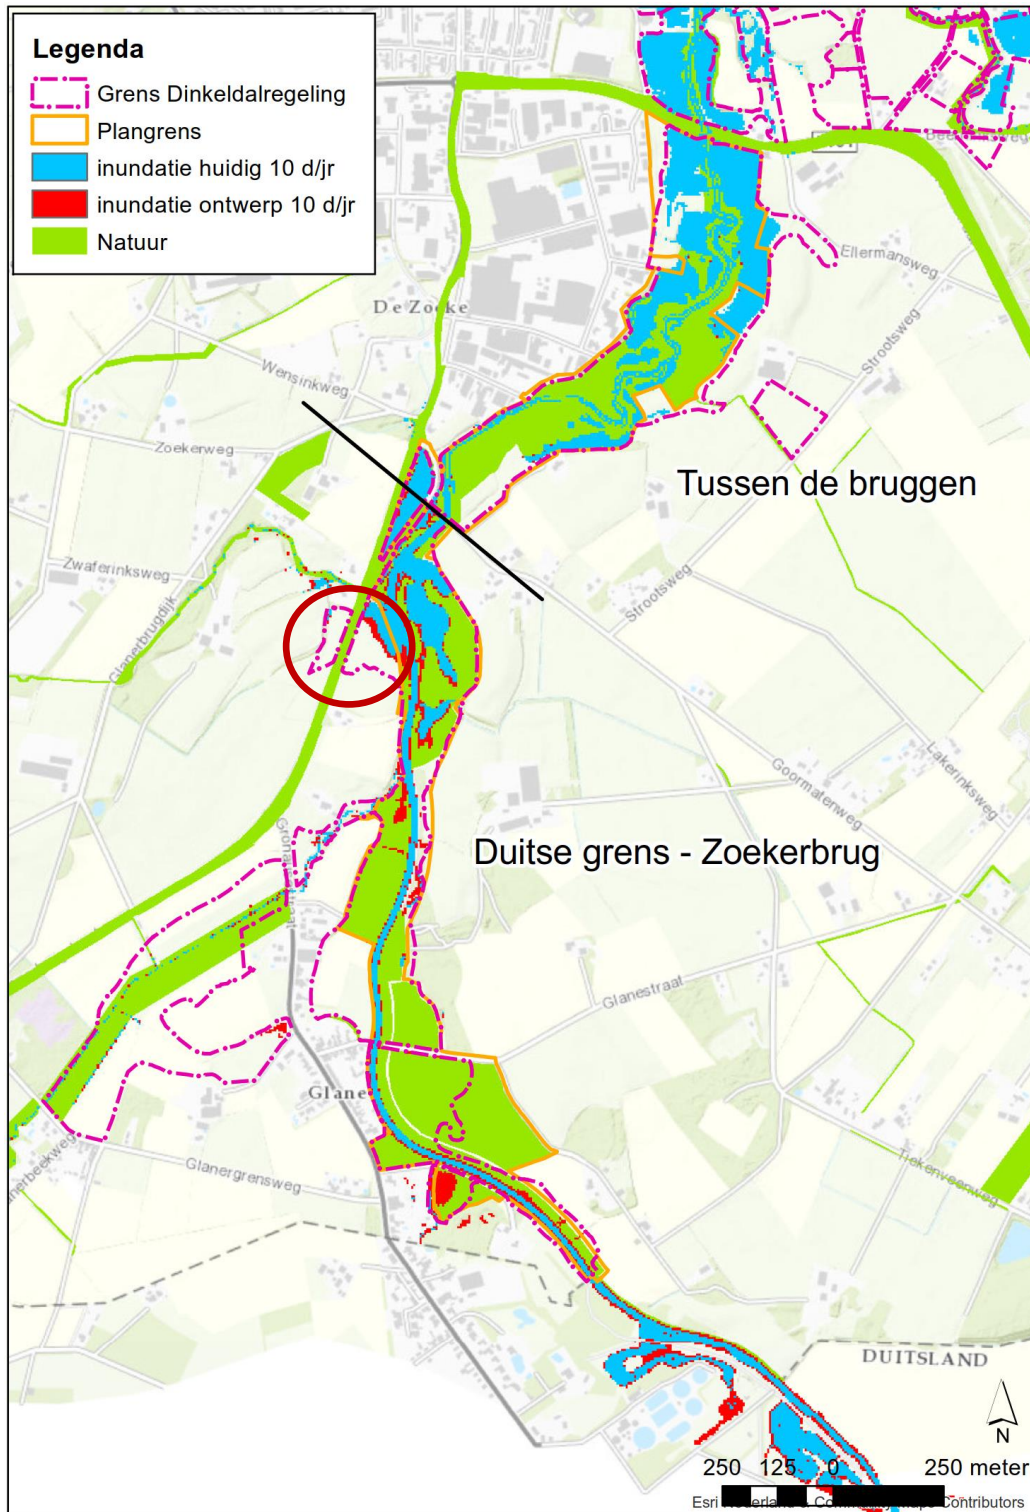 Legenda
Grens Dinkeldalregeling
Plangrens
inundatie huidig 10 d/jr
inundatie ontwerp 10 d/jr
Natuur
Ellermansweg
De Zoeke
Strootsweg
Wensinkweg
Zoekerweg
Tussen de bruggen
Zwaferinksweg
Strootsweg
Glanerbrugdijk
Lakerinksweg
Goormatenweg
Duitse grens - Zoekerbrug
Glanestraat
Glane
Glanergrensweg
Tiekenveenweg
DUITSLAND
N
250 125 0 250 meter
Esri Contributors